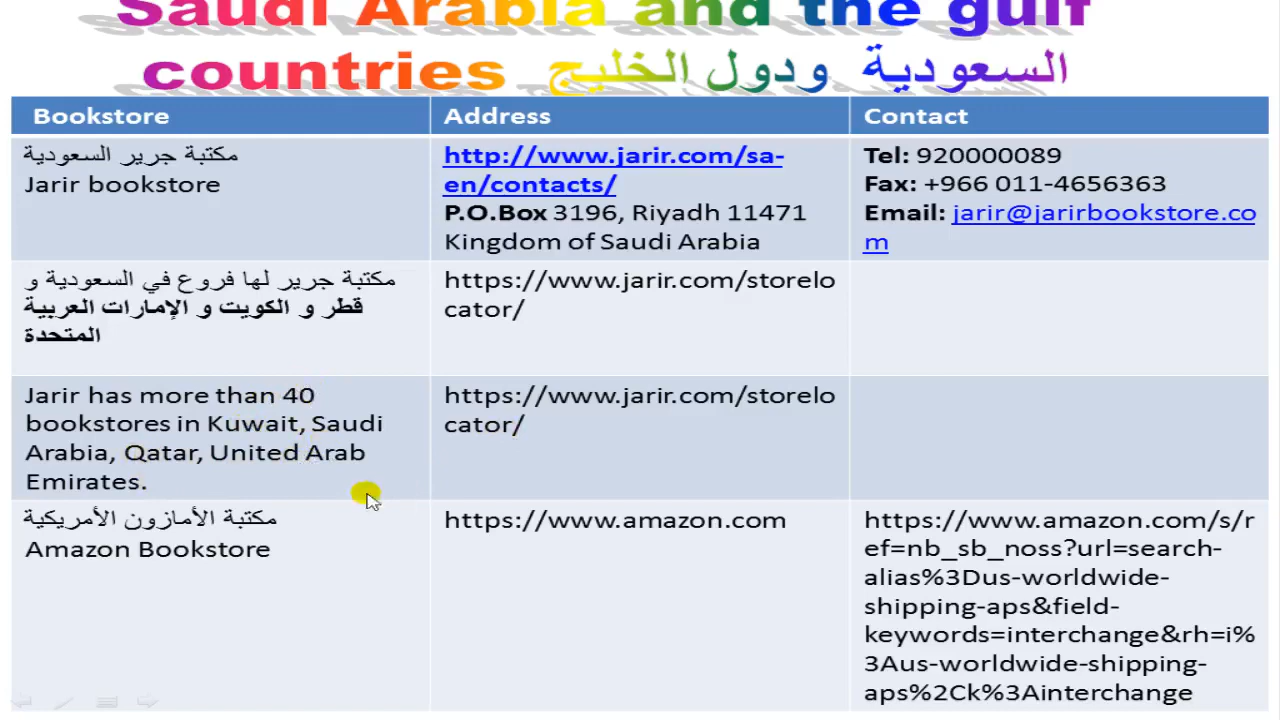 Saudi Arabia and the gulf
countries السعودية ودول الخليج
Bookstore
Address
Contact
مكتبة جرير السعودية
Jarir bookstore
http://www.jarir.com/sa-
en/contacts/
P.O.Box 3196, Riyadh 11471
Kingdom of Saudi Arabia
Tel: 920000089
Fax: +966 011-4656363
Email: jarir@jarirbookstore.co
m
مكتبة جرير لها فروع في السعودية و
قطر و الكويت و الإمارات العربية
المتحدة
https://www.jarir.com/storelo
cator/
Jarir has more than 40
bookstores in Kuwait, Saudi
Arabia, Qatar, United Arab
Emirates.
https://www.jarir.com/storelo
cator/
مكتبة الأمازون الأمريكية
Amazon Bookstore
https://www.amazon.com
https://www.amazon.com/s/r
ef=nb_sb_noss?url=search-
alias%3Dus-worldwide-
shipping-aps&field-
keywords=interchange&rh=i%
3Aus-worldwide-shipping-
aps%2Ck%3Ainterchange